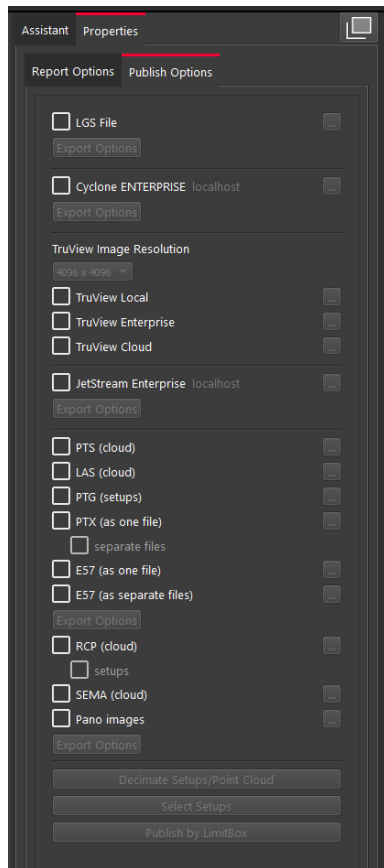 Assistant Properties
Report Options Publish Options
LGS File ...
Export Options
Cyclone ENTERPRISE localhost ...
Export Options
TruView Image Resolution
4096 x 4096
TruView Local ...
TruView Enterprise ...
TruView Cloud ...
JetStream Enterprise localhost ...
Export Options
PTS (cloud) ...
LAS (cloud) ...
PTG (setups) ...
PTX (as one file) ...
separate files
E57 (as one file) ...
E57 (as separate files) ...
Export Options
RCP (cloud) ...
setups
SEMA (cloud) ...
Pano images ...
Export Options
Decimate Setups/Point Cloud
Select Setups
Publish by LimitBox